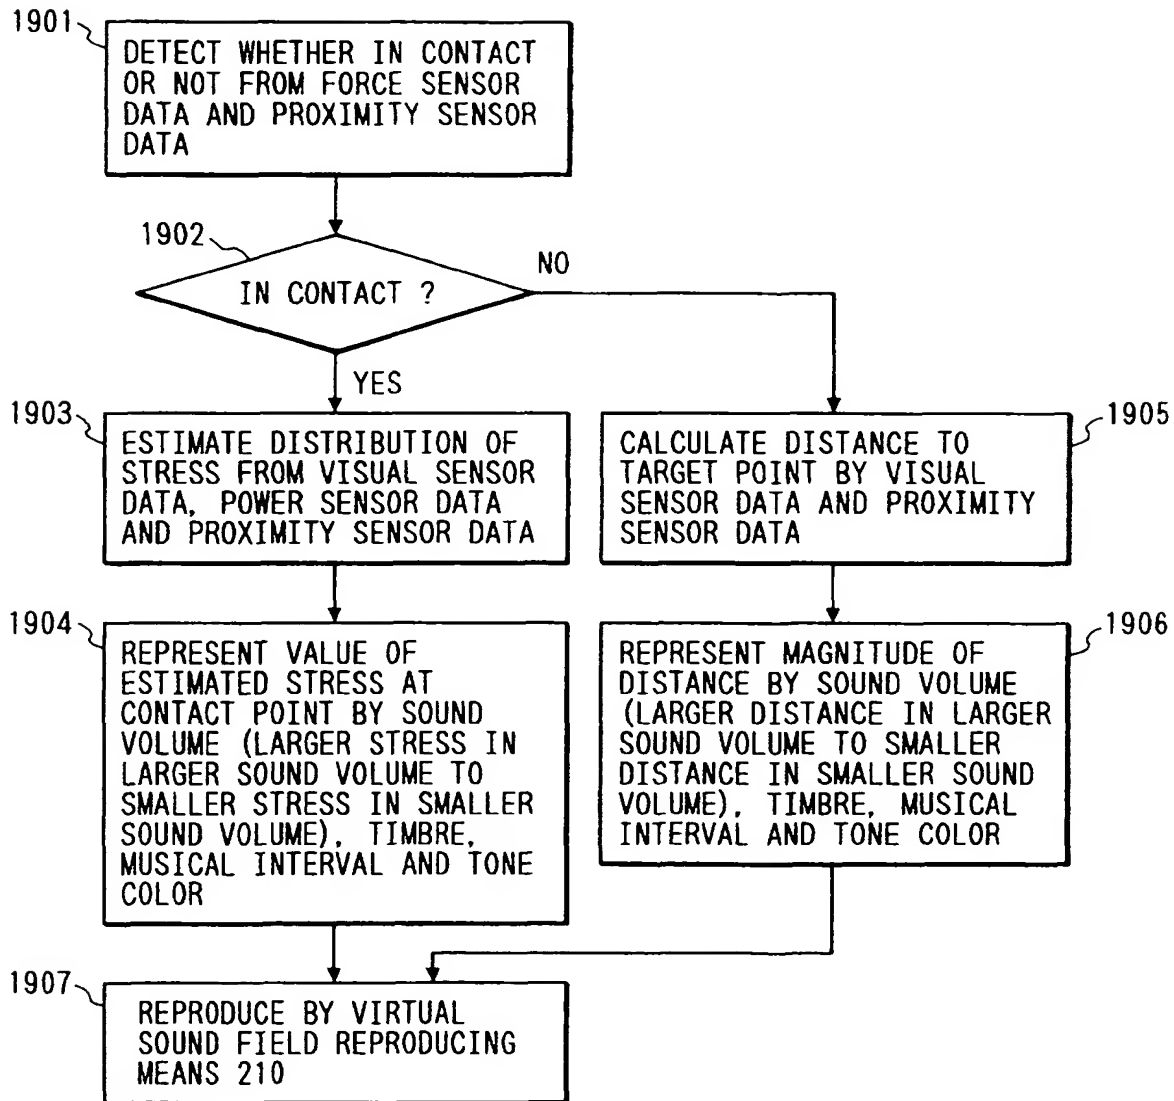 1901
DETECT WHETHER IN CONTACT
OR NOT FROM FORCE SENSOR
DATA AND PROXIMITY SENSOR
DATA
1902
IN CONTACT ?
NO
YES
1903
ESTIMATE DISTRIBUTION OF
STRESS FROM VISUAL SENSOR
DATA, POWER SENSOR DATA
AND PROXIMITY SENSOR DATA
1905
CALCULATE DISTANCE TO
TARGET POINT BY VISUAL
SENSOR DATA AND PROXIMITY
SENSOR DATA
1904
REPRESENT VALUE OF
ESTIMATED STRESS AT
CONTACT POINT BY SOUND
VOLUME (LARGER STRESS IN
LARGER SOUND VOLUME TO
SMALLER STRESS IN SMALLER
SOUND VOLUME), TIMBRE,
MUSICAL INTERVAL AND TONE
COLOR
1906
REPRESENT MAGNITUDE OF
DISTANCE BY SOUND VOLUME
(LARGER DISTANCE IN LARGER
SOUND VOLUME TO SMALLER
DISTANCE IN SMALLER SOUND
VOLUME), TIMBRE, MUSICAL
INTERVAL AND TONE COLOR
1907
REPRODUCE BY VIRTUAL
SOUND FIELD REPRODUCING
MEANS 210